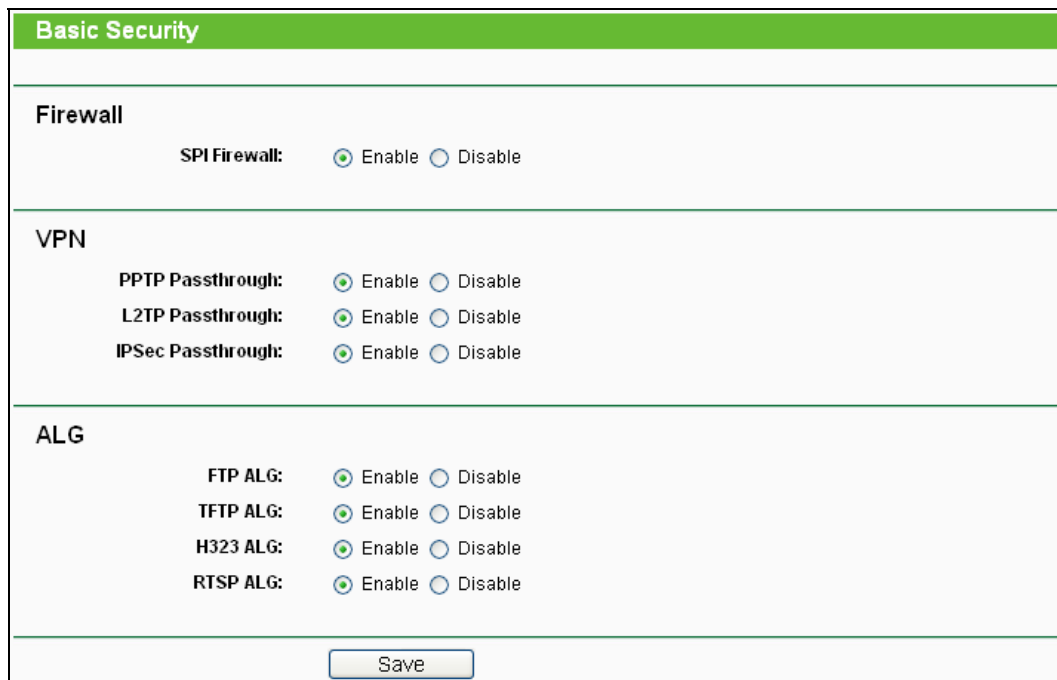 Basic Security
Firewall
SPI Firewall: Enable Disable
VPN
PPTP Passthrough: Enable Disable
L2TP Passthrough: Enable Disable
IPSec Passthrough: Enable Disable
ALG
FTP ALG: Enable Disable
TFTP ALG: Enable Disable
H323 ALG: Enable Disable
RTSP ALG: Enable Disable
Save